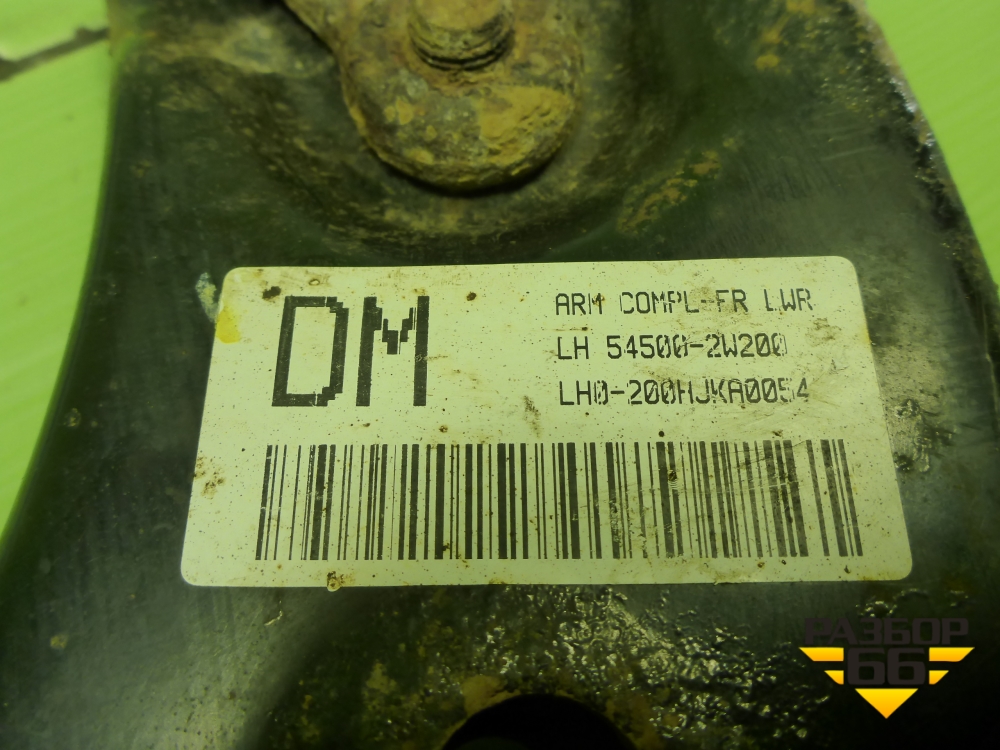 DM
ARM COMPL-FR LWR
LH 54500-2W200
LH0-200HJKA0054
РАЗБОР
66